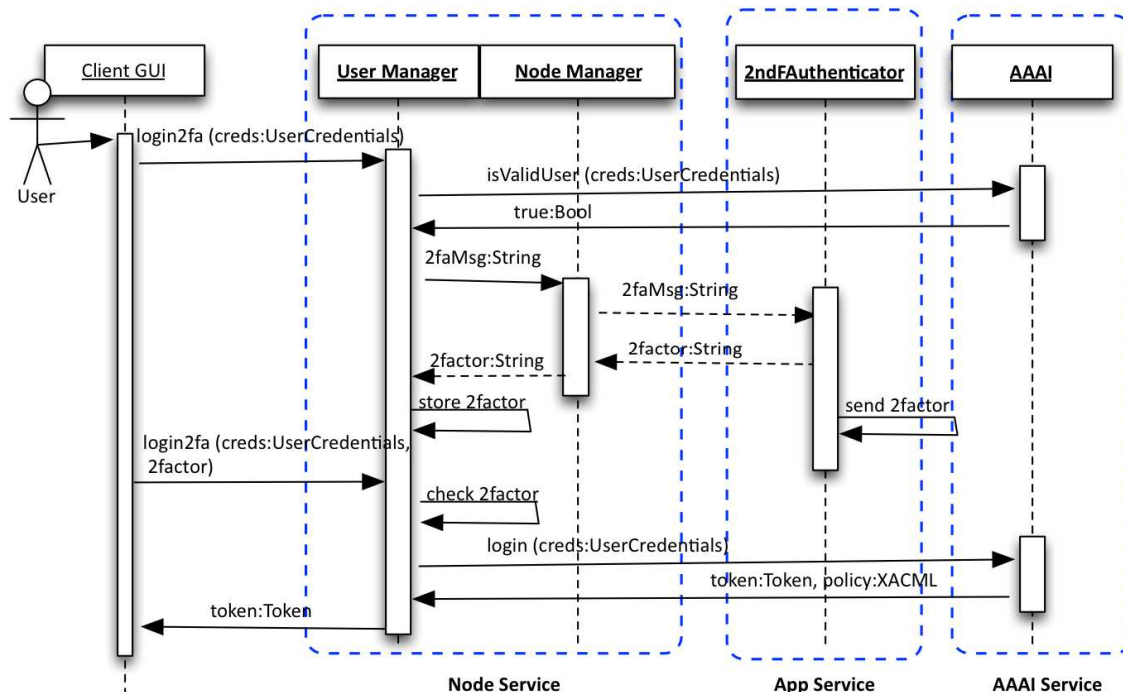 Client GUI
User Manager
Node Manager
2ndFAuthenticator
AAAI
User
login2fa (creds:UserCredentials)
isValidUser (creds:UserCredentials)
true:Bool
2faMsg:String
2faMsg:String
2factor:String
2factor:String
store 2factor
send 2factor
login2fa (creds:UserCredentials,
2factor)
check 2factor
login (creds:UserCredentials)
token:Token, policy:XACML
token:Token
Node Service
App Service
AAAI Service